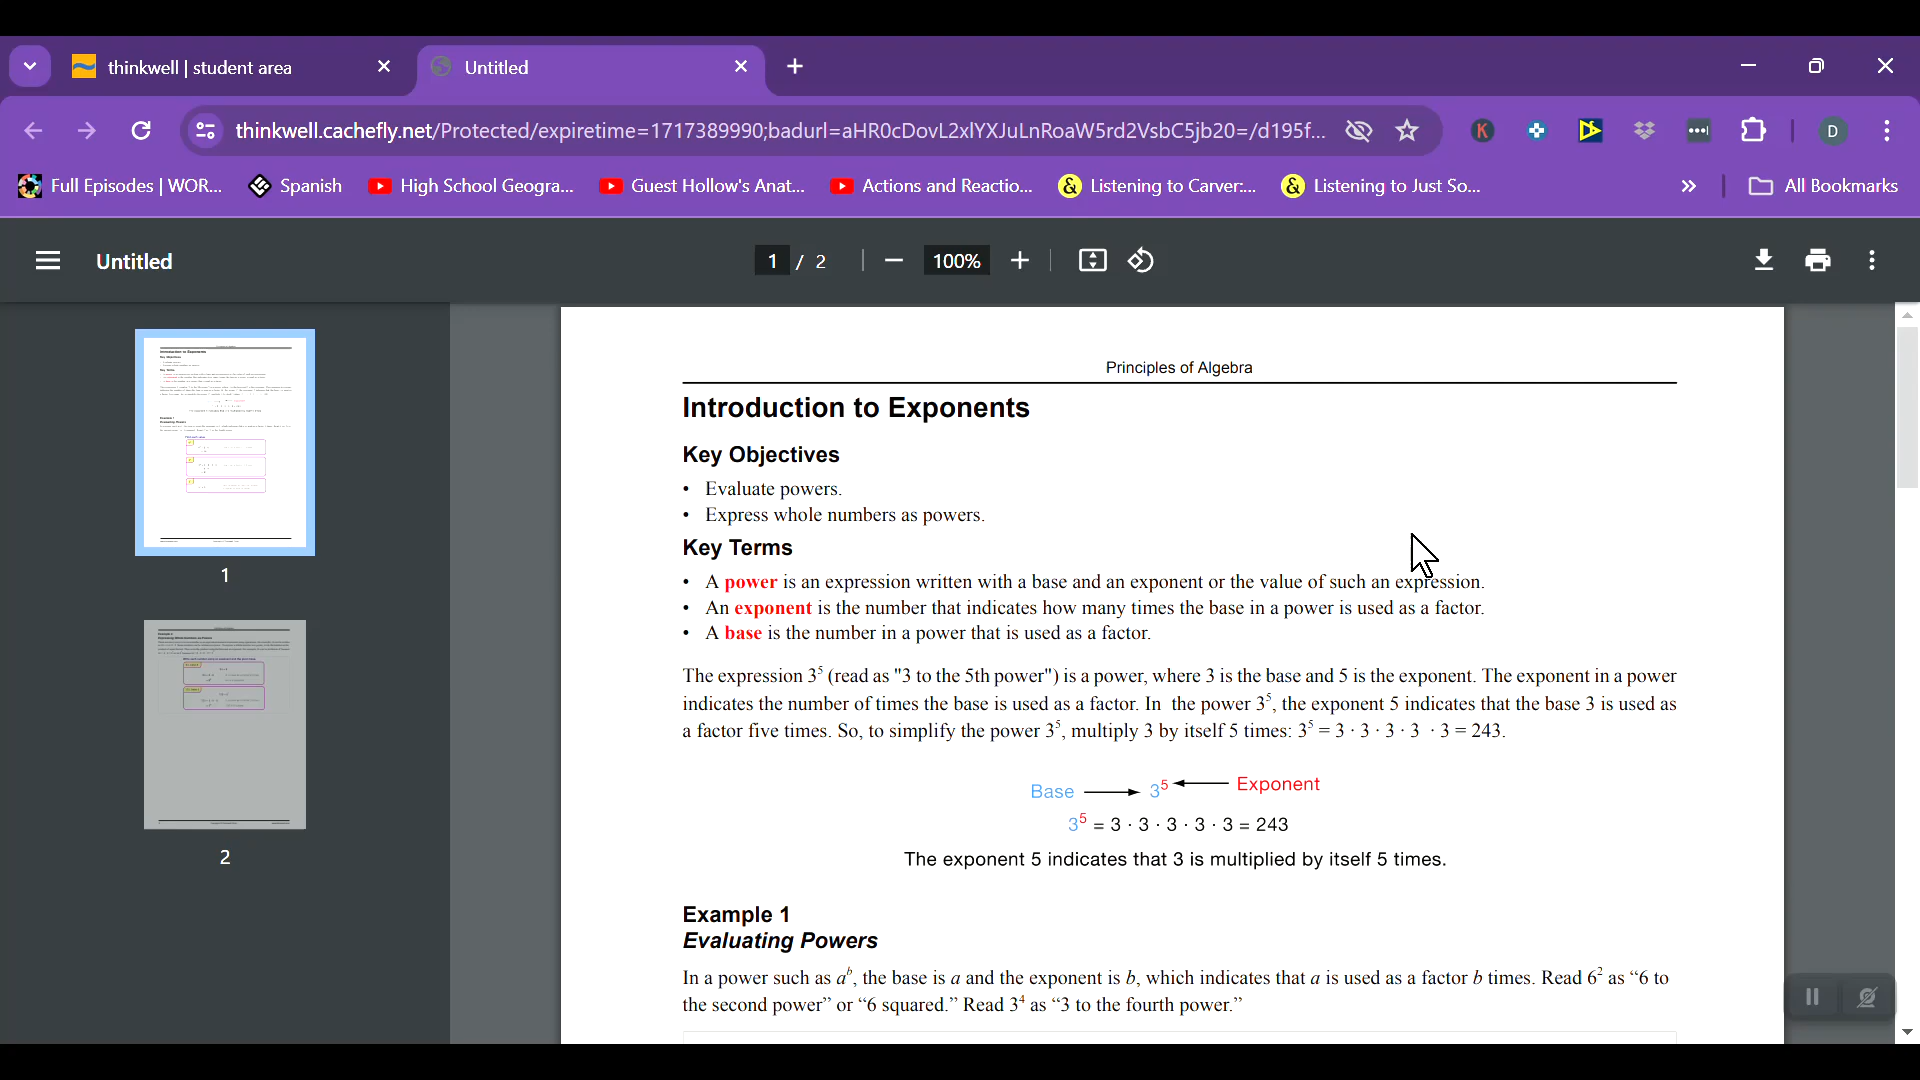 thinkwell | student area
Untitled
thinkwell.cachefly.net/Protected/expiretime=1717389990;badurl=aHR0cDovL2xlYXJuLnRoaW5rd2VsbC5jb20=/d195f...
K
D
Full Episodes | WOR...
Spanish
High School Geogra...
Guest Hollow's Anat...
Actions and Reactio...
& Listening to Carver:...
& Listening to Just So...
All Bookmarks
Untitled
1 / 2
100%
1
2
Principles of Algebra
Introduction to Exponents
Key Objectives
• Evaluate powers.
• Express whole numbers as powers.
Key Terms
• A power is an expression written with a base and an exponent or the value of such an expression.
• An exponent is the number that indicates how many times the base in a power is used as a factor.
• A base is the number in a power that is used as a factor.
The expression 3⁵ (read as "3 to the 5th power") is a power, where 3 is the base and 5 is the exponent. The exponent in a power
indicates the number of times the base is used as a factor. In the power 3⁵, the exponent 5 indicates that the base 3 is used as
a factor five times. So, to simplify the power 3⁵, multiply 3 by itself 5 times: 3⁵ = 3 · 3 · 3 · 3 · 3 = 243.
Base → 3⁵ ← Exponent
3⁵ = 3 · 3 · 3 · 3 · 3 = 243
The exponent 5 indicates that 3 is multiplied by itself 5 times.
Example 1
Evaluating Powers
In a power such as aᵇ, the base is a and the exponent is b, which indicates that a is used as a factor b times. Read 6² as “6 to
the second power” or “6 squared.” Read 3⁴ as “3 to the fourth power.”